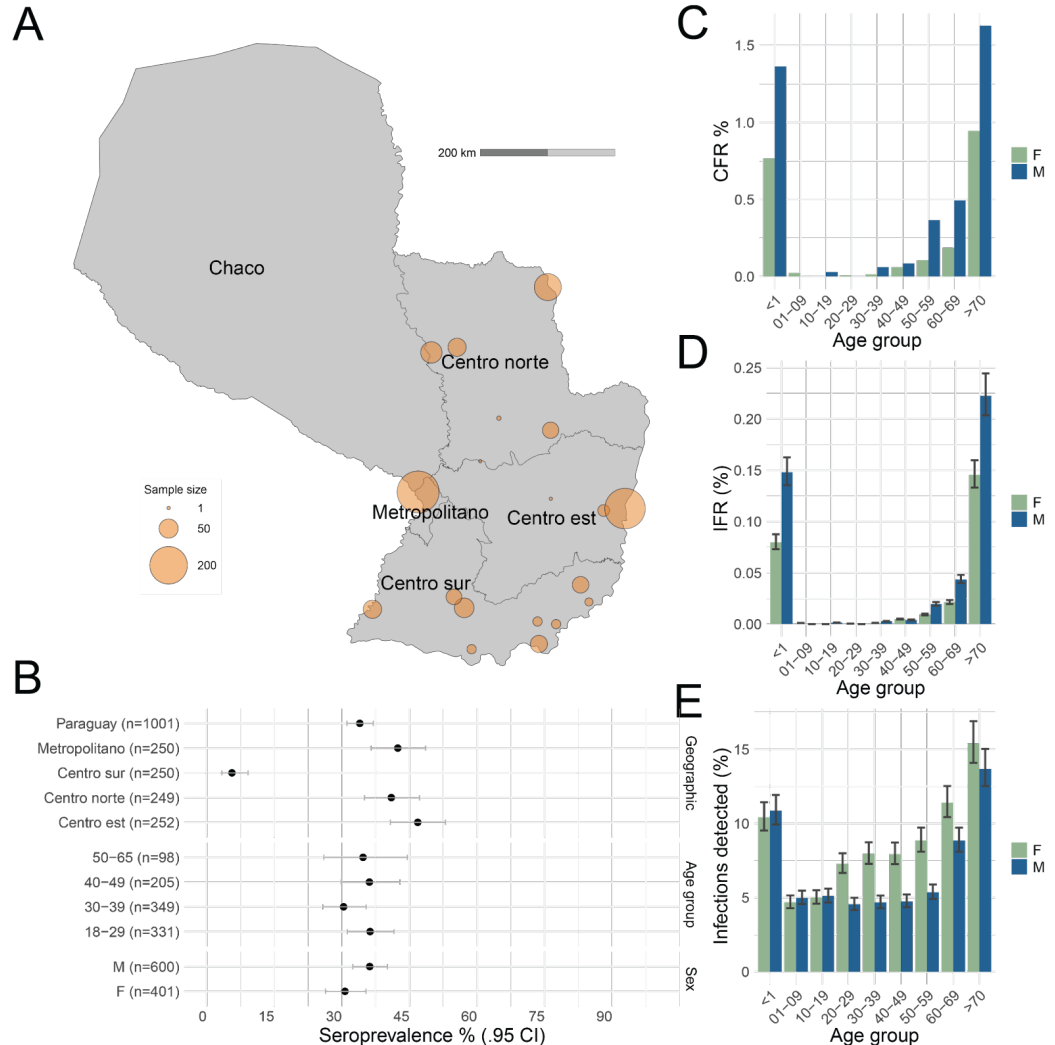 A
200 km
Chaco
Centro norte
Metropolitano
Centro est
Centro sur
Sample size
1
50
200
B
Paraguay (n=1001)
Metropolitano (n=250)
Centro sur (n=250)
Centro norte (n=249)
Centro est (n=252)
Geographic
50−65 (n=98)
40−49 (n=205)
30−39 (n=349)
18−29 (n=331)
Age group
M (n=600)
F (n=401)
Sex
0 15 30 45 60 75 90
Seroprevalence % (.95 CI)
C
CFR %
1.5
1.0
0.5
0.0
<1 01−09 10−19 20−29 30−39 40−49 50−59 60−69 >70
Age group
F
M
D
IFR (%)
0.25
0.20
0.15
0.10
0.05
0.00
<1 01−09 10−19 20−29 30−39 40−49 50−59 60−69 >70
Age group
F
M
E
Infections detected (%)
15
10
5
0
<1 01−09 10−19 20−29 30−39 40−49 50−59 60−69 >70
Age group
F
M